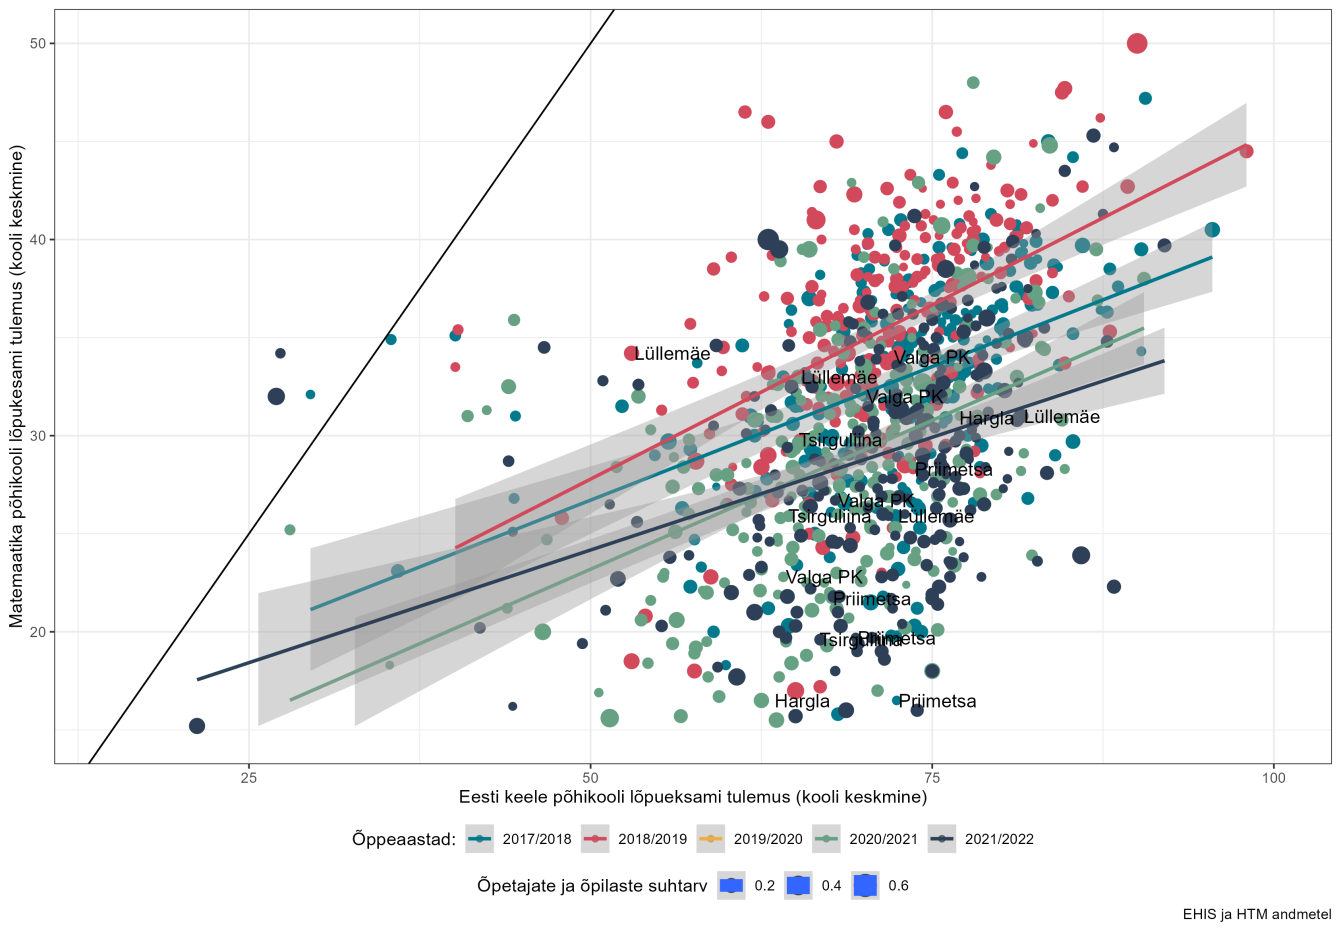 50
40
30
20
Matemaatika põhikooli lõpukesami tulemus (kooli keskmine)
Lüllemäe
Valga PK
Lüllemäe
Valga PK
Hargla
Lüllemäe
Tsirguliina
Priimetsa
Valga PK
Tsirguliina
Lüllemäe
Valga PK
Priimetsa
Tsirguliina
Priimetsa
Hargla
Priimetsa
25
50
75
100
Eesti keele põhikooli lõpueksami tulemus (kooli keskmine)
Õppeaastad: 2017/2018 2018/2019 2019/2020 2020/2021 2021/2022
Õpetajate ja õpilaste suhtarv 0.2 0.4 0.6
EHIS ja HTM andmetel